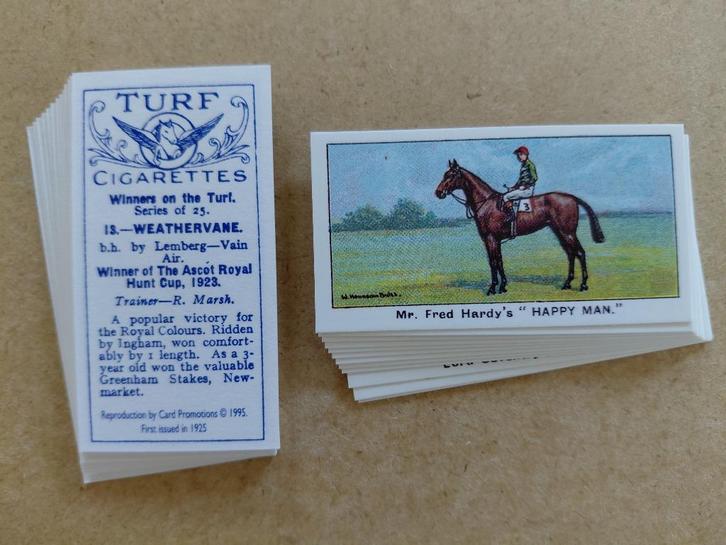 TURF
CIGARETTES
Winners on the Turf.
Series of 25.
13.—WEATHERVANE.
b.h. by Lemberg—Vain
Air.
Winner of The Ascot Royal
Hunt Cup, 1923.
Trainer—R. Marsh.
A popular victory for
the Royal Colours. Ridden
by Ingham, won comfort-
ably by 1 length. As a 3-
year old won the valuable
Greenham Stakes, New-
market.
Reproduction by Card Promotions © 1995.
First issued in 1925
3
Mr. Fred Hardy's "HAPPY MAN."
Lord